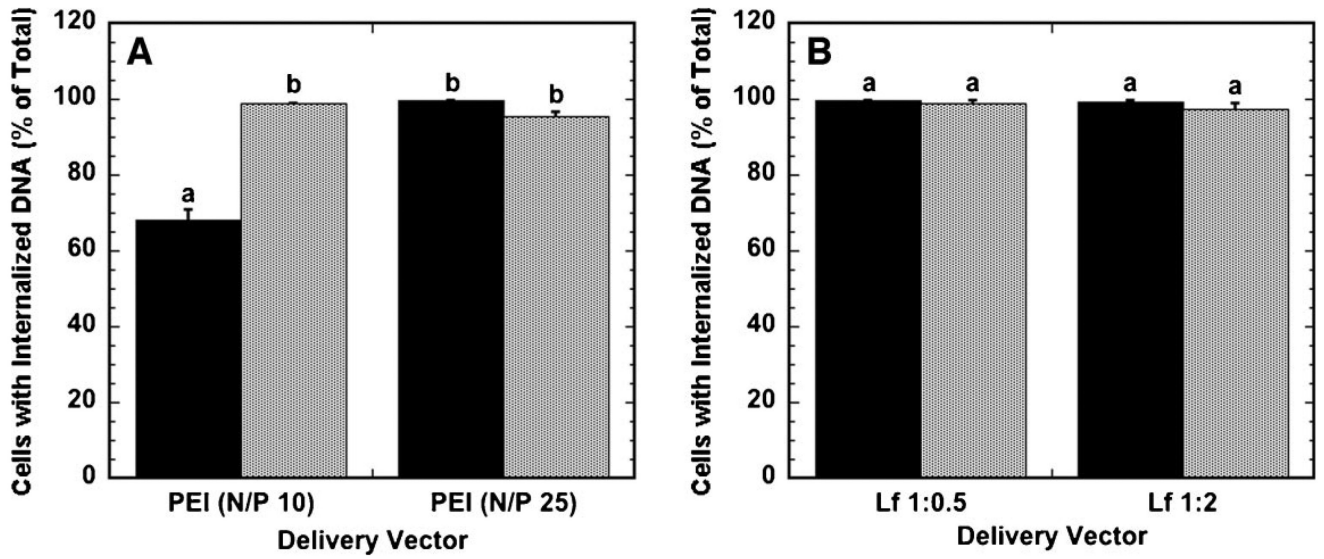 A
Cells with Internalized DNA (% of Total)
120
100
80
60
40
20
0
a
b
b
b
PEI (N/P 10)
PEI (N/P 25)
Delivery Vector
B
Cells with Internalized DNA (% of Total)
120
100
80
60
40
20
0
a
a
a
a
Lf 1:0.5
Lf 1:2
Delivery Vector